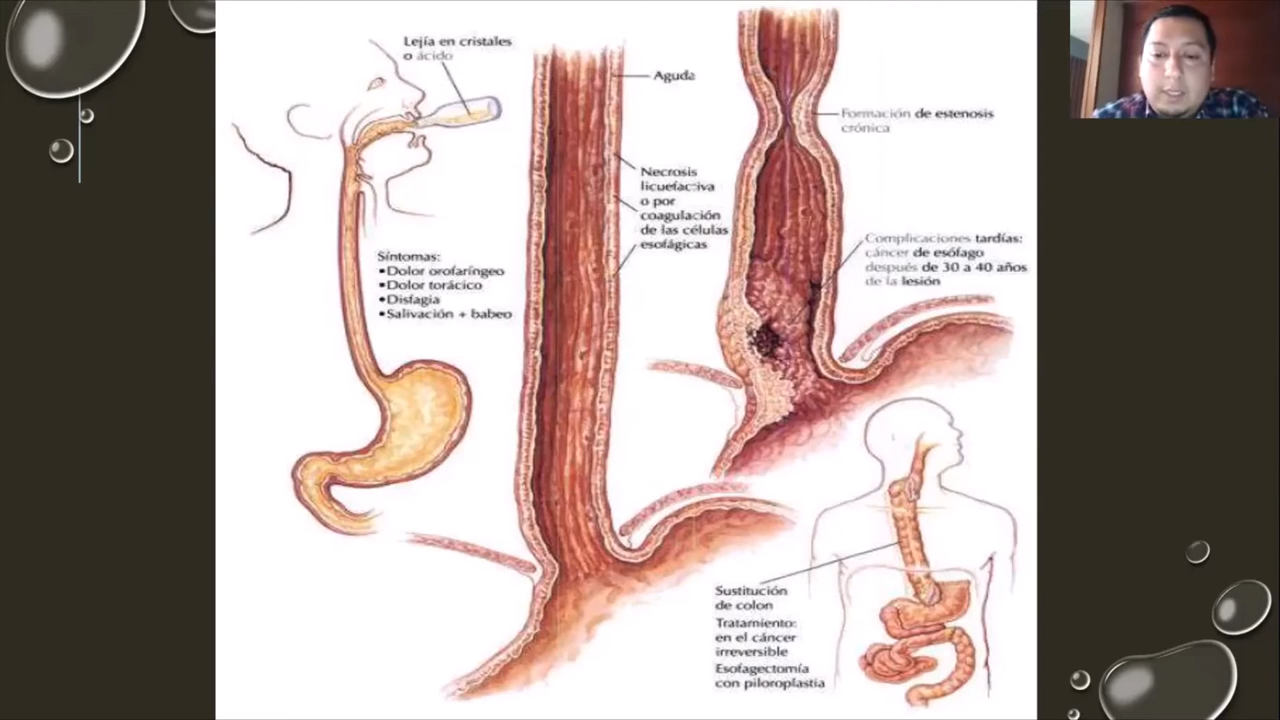 Lejía en cristales
o ácido
Aguda
Necrosis
licuefactiva
o por
coagulación
de las células
esofágicas
Síntomas:
▪Dolor orofaríngeo
▪Dolor torácico
▪Disfagia
▪Salivación + babeo
Formación de estenosis
crónica
Complicaciones tardías:
cáncer de esófago
después de 30 a 40 años
de la lesión
Sustitución
de colon
Tratamiento:
en el cáncer
irreversible
Esofagectomía
con piloroplastia